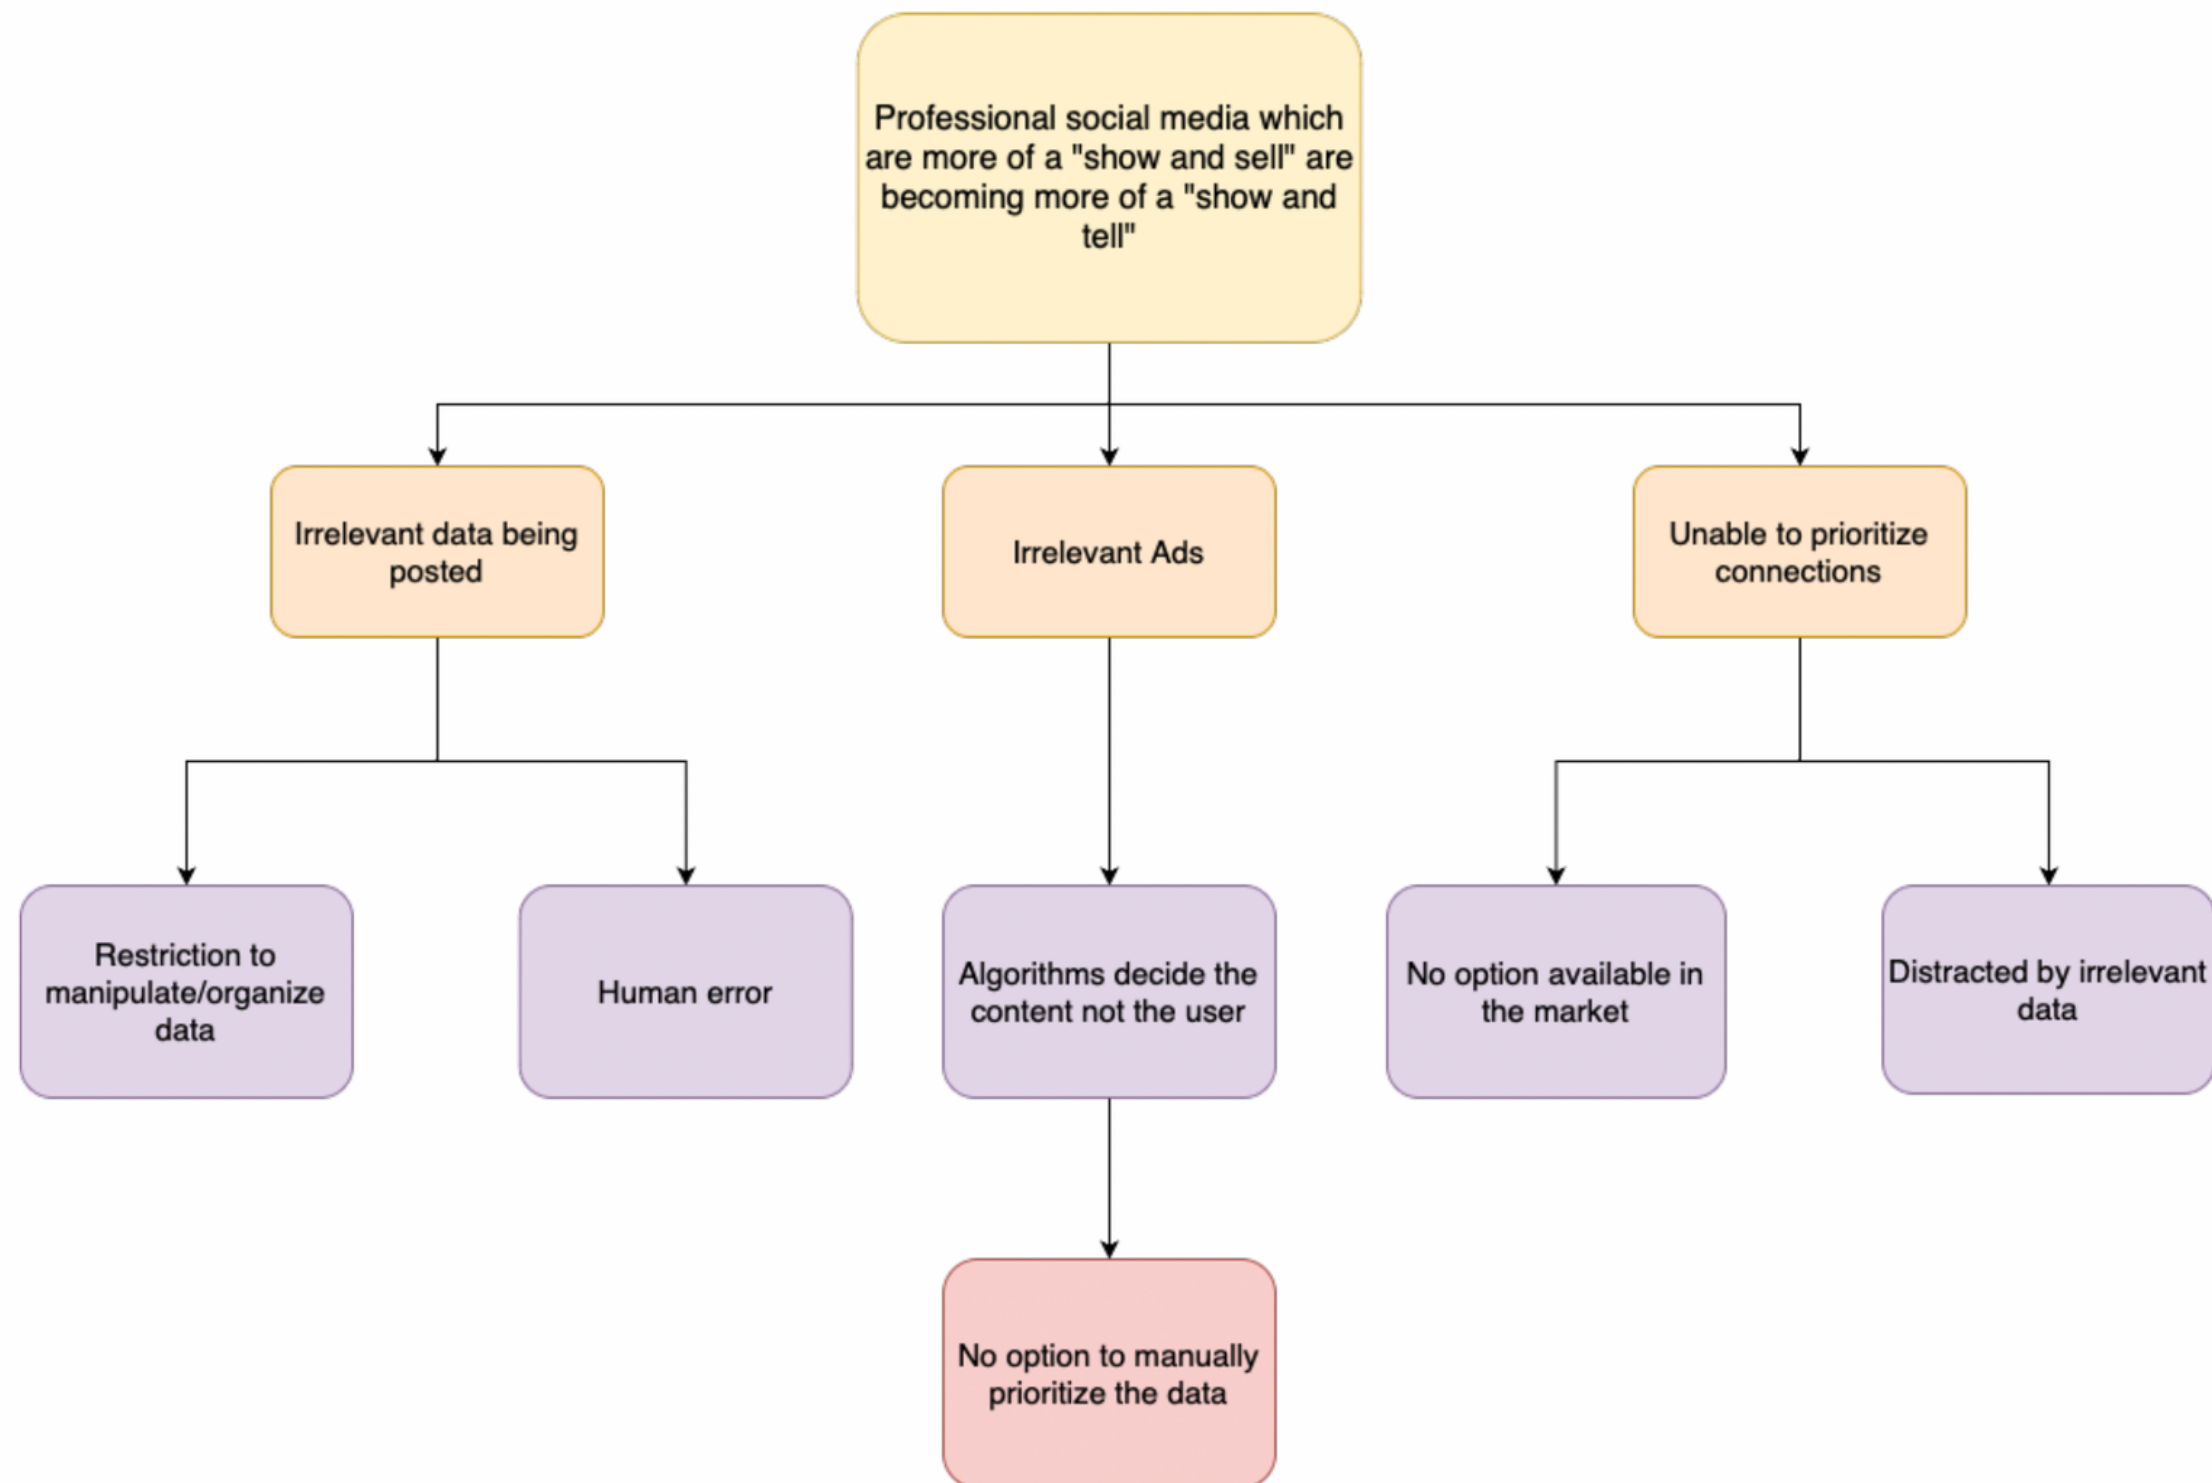 Professional social media which
are more of a "show and sell" are
becoming more of a "show and
tell"
Irrelevant data being
posted
Irrelevant Ads
Unable to prioritize
connections
Restriction to
manipulate/organize
data
Human error
Algorithms decide the
content not the user
No option available in
the market
Distracted by irrelevant
data
No option to manually
prioritize the data